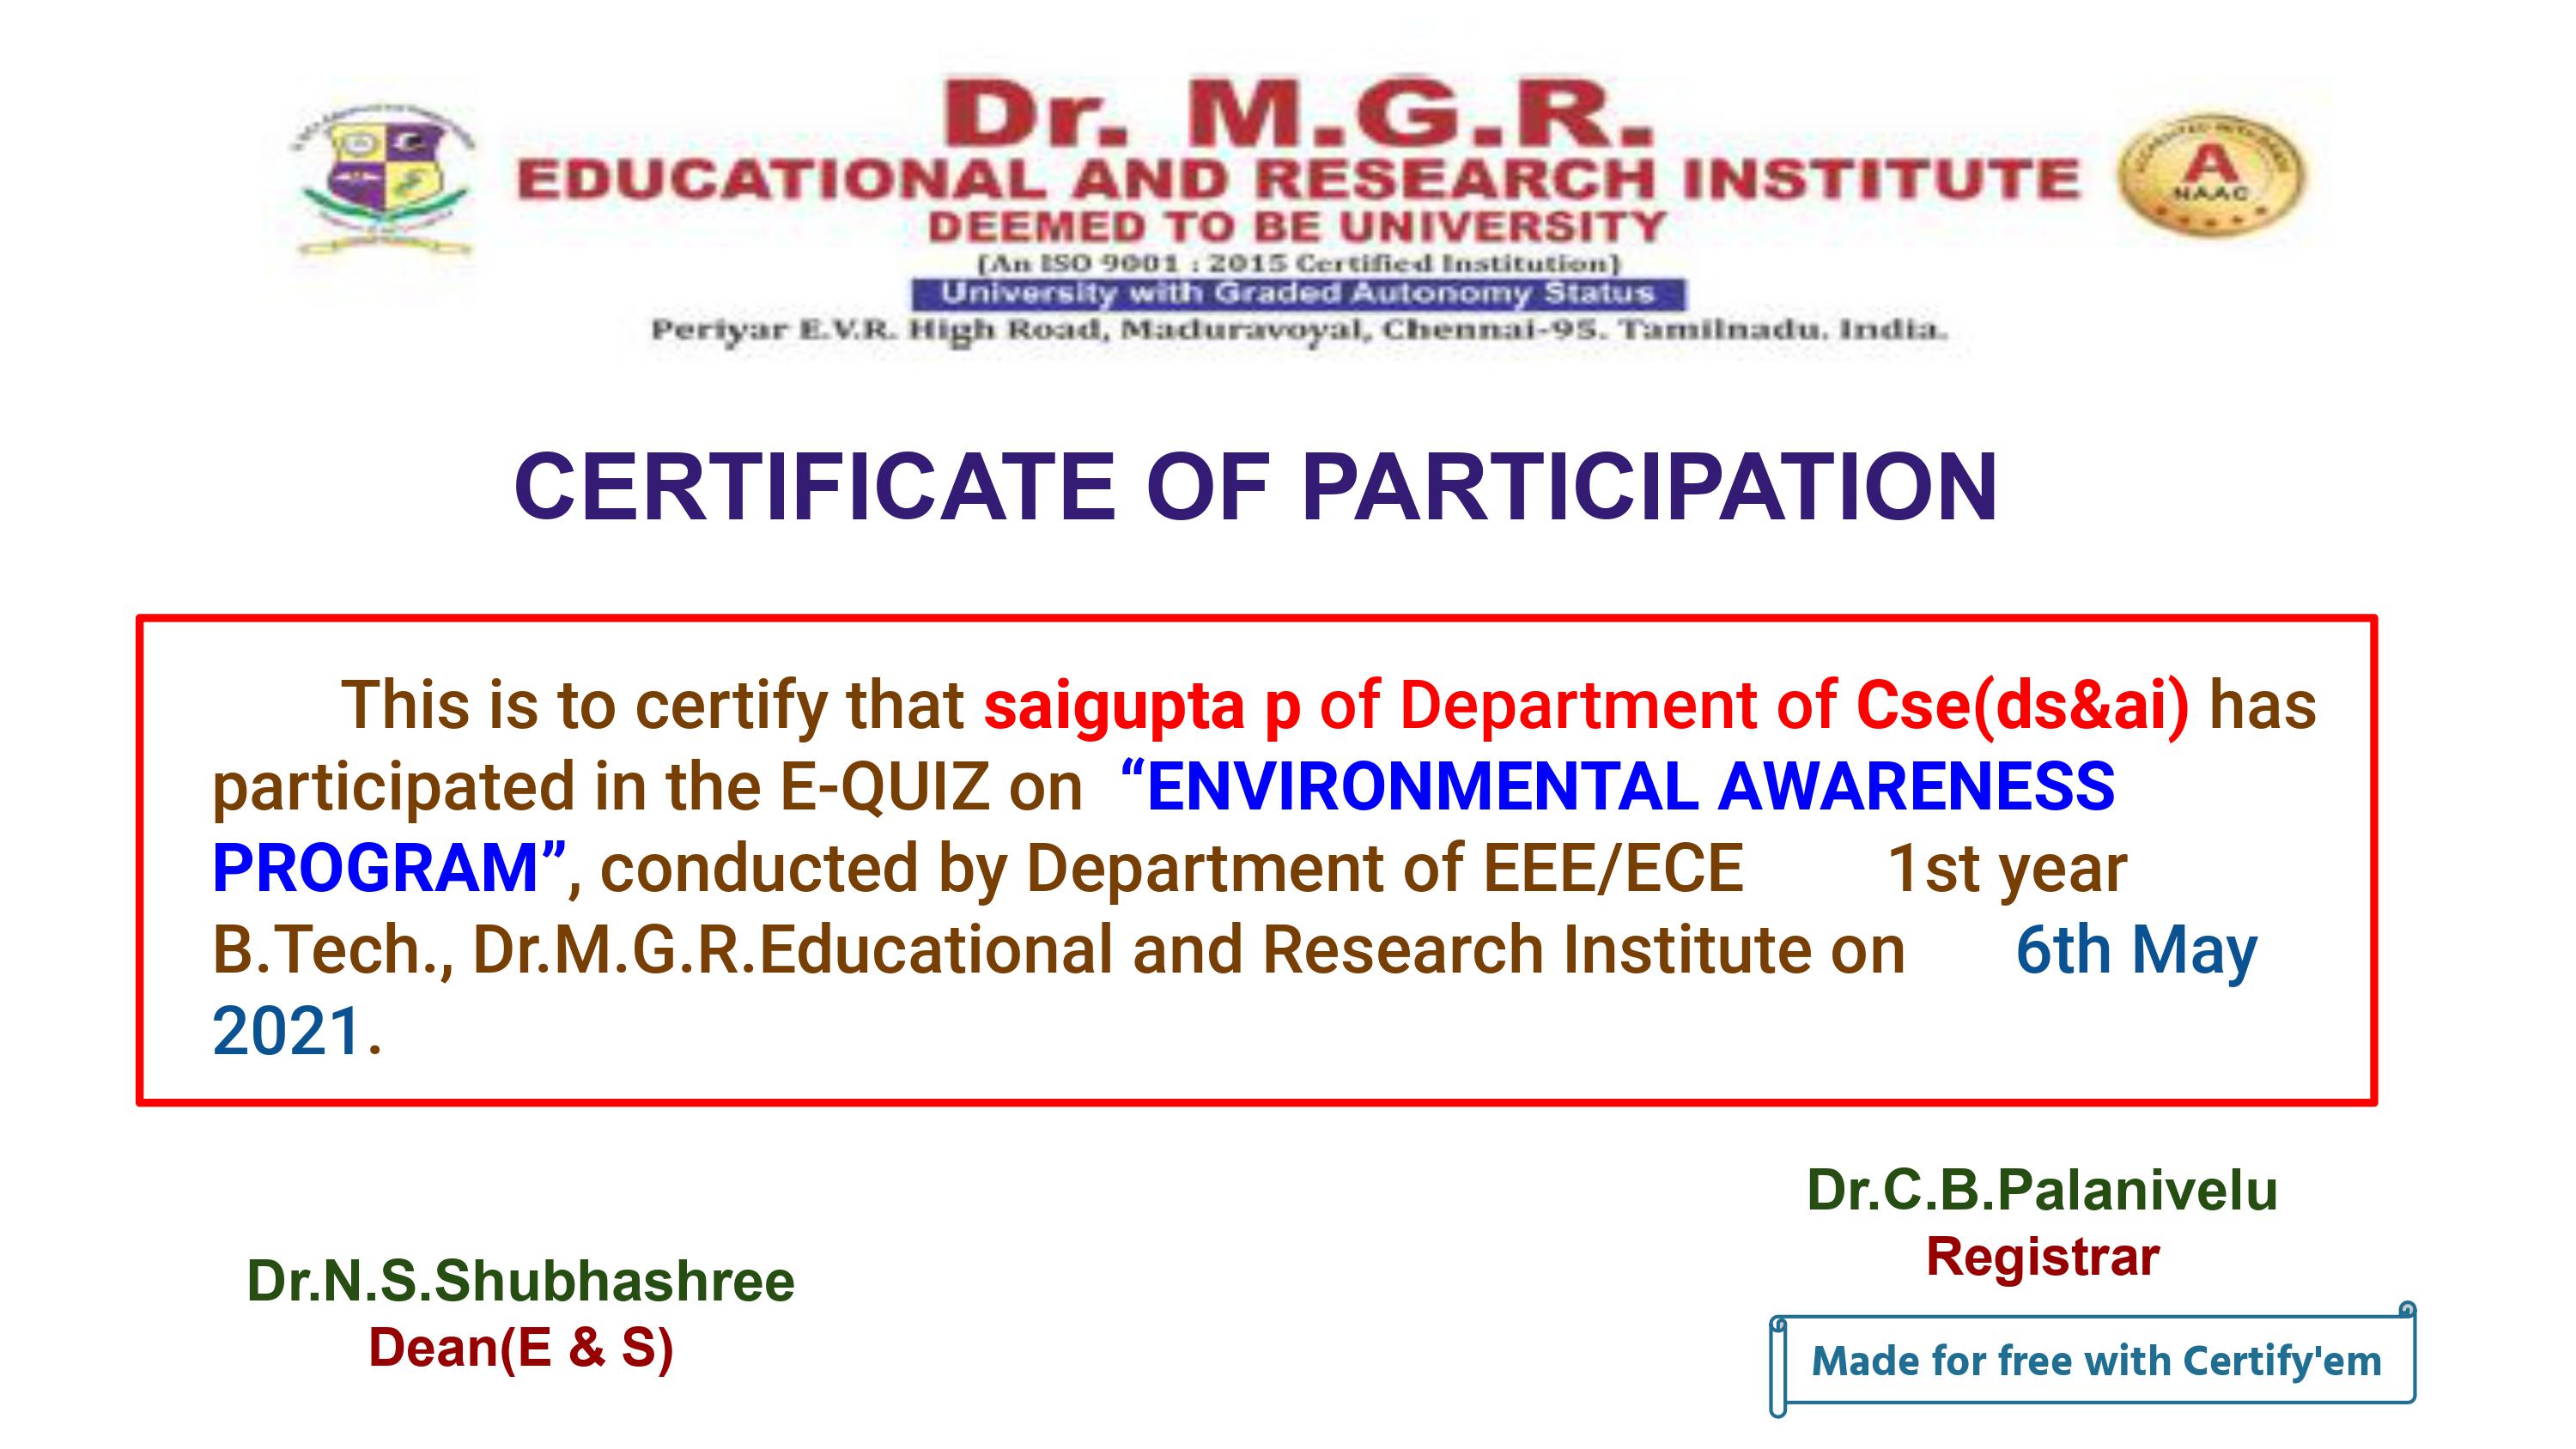 Dr. M.G.R.
EDUCATIONAL AND RESEARCH INSTITUTE
DEEMED TO BE UNIVERSITY
(An ISO 9001 : 2015 Certified Institution)
University with Graded Autonomy Status
Periyar E.V.R. High Road, Maduravoyal, Chennai-95. Tamilnadu. India.
A
NAAC
CERTIFICATE OF PARTICIPATION
This is to certify that saigupta p of Department of Cse(ds&ai) has
participated in the E-QUIZ on “ENVIRONMENTAL AWARENESS
PROGRAM”, conducted by Department of EEE/ECE 1st year
B.Tech., Dr.M.G.R.Educational and Research Institute on 6th May
2021.
Dr.C.B.Palanivelu
Registrar
Dr.N.S.Shubhashree
Dean(E & S)
Made for free with Certify'em